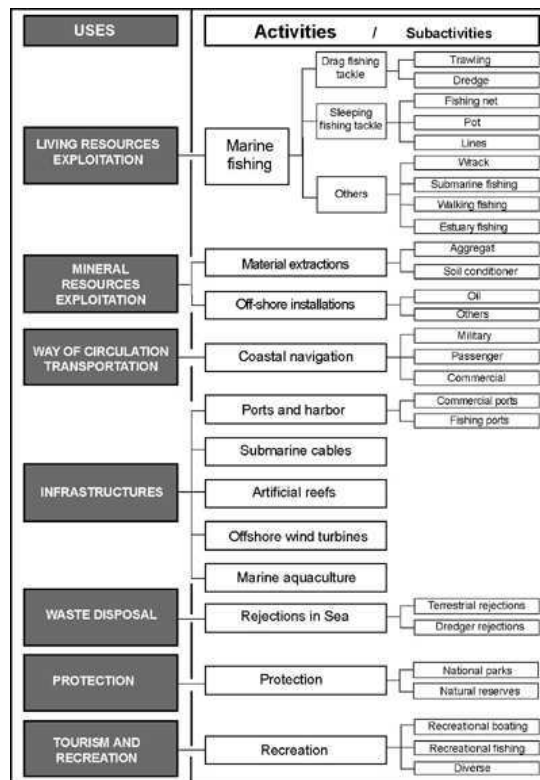 USES
Activities / Subactivities
LIVING RESOURCES
EXPLOITATION
Marine
fishing
Drag fishing
tackle
Trawling
Dredge
Sleeping
fishing tackle
Fishing net
Pot
Lines
Others
Wrack
Submarine fishing
Walking fishing
Estuary fishing
MINERAL
RESOURCES
EXPLOITATION
Material extractions
Aggregat
Soil conditioner
Off-shore installations
Oil
Others
WAY OF CIRCULATION
TRANSPORTATION
Coastal navigation
Military
Passenger
Commercial
INFRASTRUCTURES
Ports and harbor
Commercial ports
Fishing ports
Submarine cables
Artificial reefs
Offshore wind turbines
Marine aquaculture
WASTE DISPOSAL
Rejections in Sea
Terrestrial rejections
Dredger rejections
PROTECTION
Protection
National parks
Natural reserves
TOURISM AND
RECREATION
Recreation
Recreational boating
Recreational fishing
Diverse